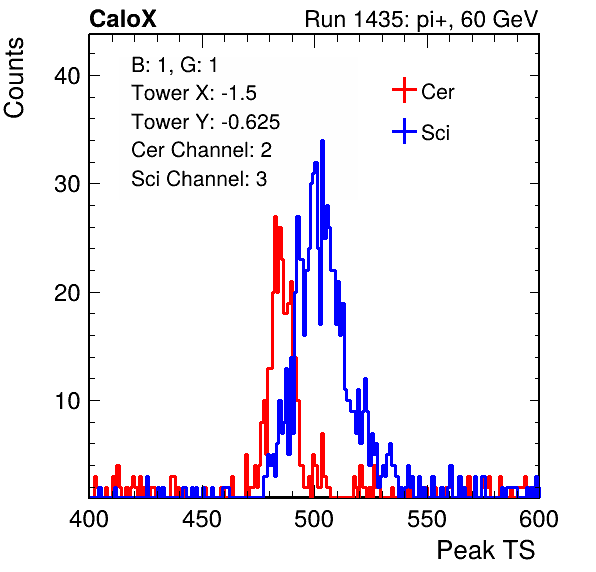 CaloX Run 1435: pi+, 60 GeV
Counts
B: 1, G: 1
Tower X: -1.5
Tower Y: -0.625
Cer Channel: 2
Sci Channel: 3
Cer
Sci
40
30
20
10
400 450 500 550 600
Peak TS